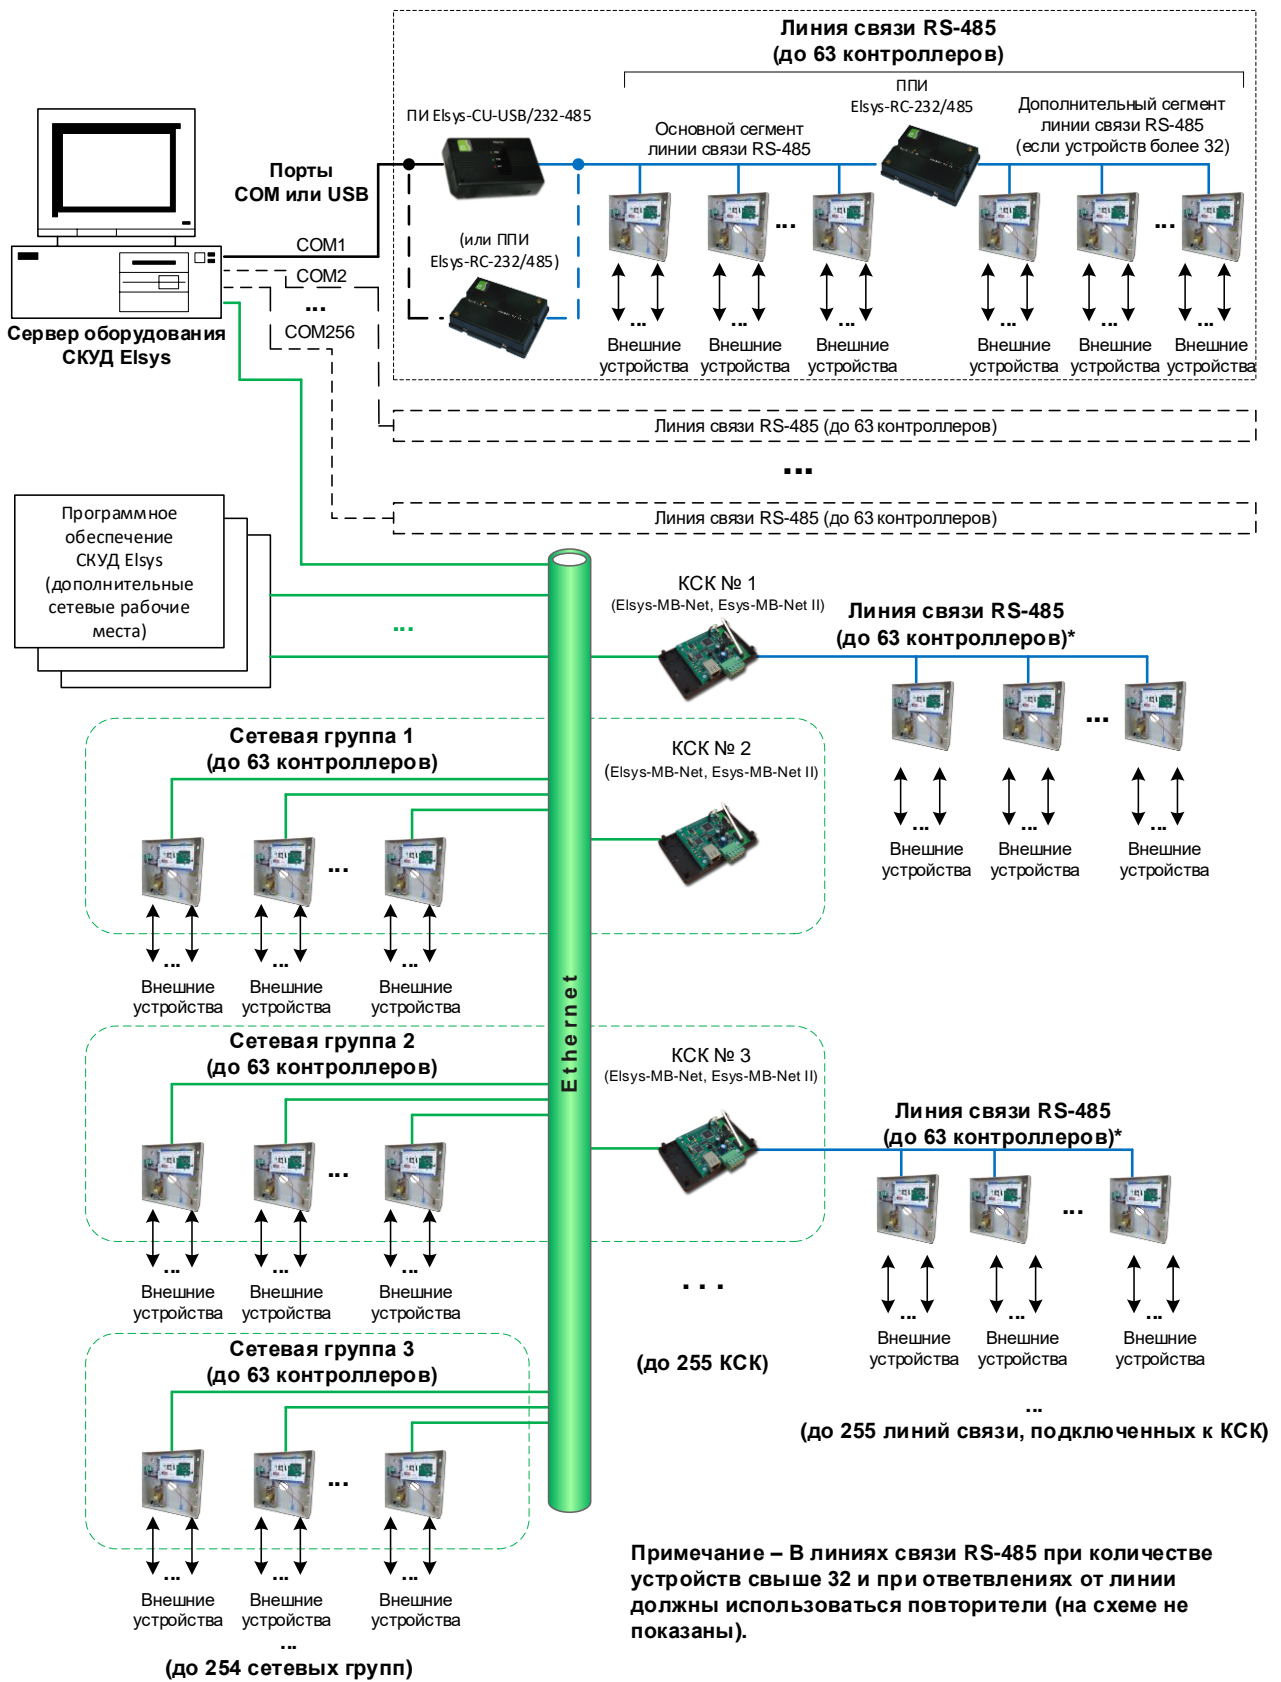 Линия связи RS-485
(до 63 контроллеров)
ППИ
Elsys-RC-232/485
ПИ Elsys-CU-USB/232-485
Основной сегмент
линии связи RS-485
Дополнительный сегмент
линии связи RS-485
(если устройств более 32)
Порты
COM или USB
COM1
COM2
...
COM256
(или ППИ
Elsys-RC-232/485)
... ...
... ... ... ... ... ...
Внешние
устройства
Внешние
устройства
Внешние
устройства
Внешние
устройства
Внешние
устройства
Внешние
устройства
Сервер оборудования
СКУД Elsys
Линия связи RS-485 (до 63 контроллеров)
...
Линия связи RS-485 (до 63 контроллеров)
Программное
обеспечение
СКУД Elsys
(дополнительные
сетевые рабочие
места)
...
КСК № 1
(Elsys-MB-Net, Esys-MB-Net II)
Линия связи RS-485
(до 63 контроллеров)*
...
... ... ...
Внешние
устройства
Внешние
устройства
Внешние
устройства
Сетевая группа 1
(до 63 контроллеров)
КСК № 2
(Elsys-MB-Net, Esys-MB-Net II)
...
... ... ...
Внешние
устройства
Внешние
устройства
Внешние
устройства
Ethernet
Сетевая группа 2
(до 63 контроллеров)
КСК № 3
(Elsys-MB-Net, Esys-MB-Net II)
Линия связи RS-485
(до 63 контроллеров)*
...
... ... ...
Внешние
устройства
Внешние
устройства
Внешние
устройства
...
... ... ...
Внешние
устройства
Внешние
устройства
Внешние
устройства
. . .
(до 255 КСК)
...
(до 255 линий связи, подключенных к КСК)
Сетевая группа 3
(до 63 контроллеров)
...
... ... ...
Внешние
устройства
Внешние
устройства
Внешние
устройства
...
(до 254 сетевых групп)
Примечание – В линиях связи RS-485 при количестве
устройств свыше 32 и при ответвлениях от линии
должны использоваться повторители (на схеме не
показаны).